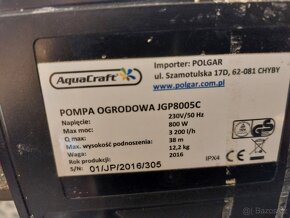 AquaCraft
Importer: POLGAR
ul. Szamotulska 17D, 62-081 CHYBY
www.polgar.com.pl
POMPA OGRODOWA JGP8005C
Napięcie: 230V/50 Hz
Max moc: 800 W
Q max: 3 200 l/h
Max. wysokość podnoszenia: 38 m
Waga: 12,2 kg
Rok produkcji: 2016
S/N: 01/JP/2016/305
IPX4